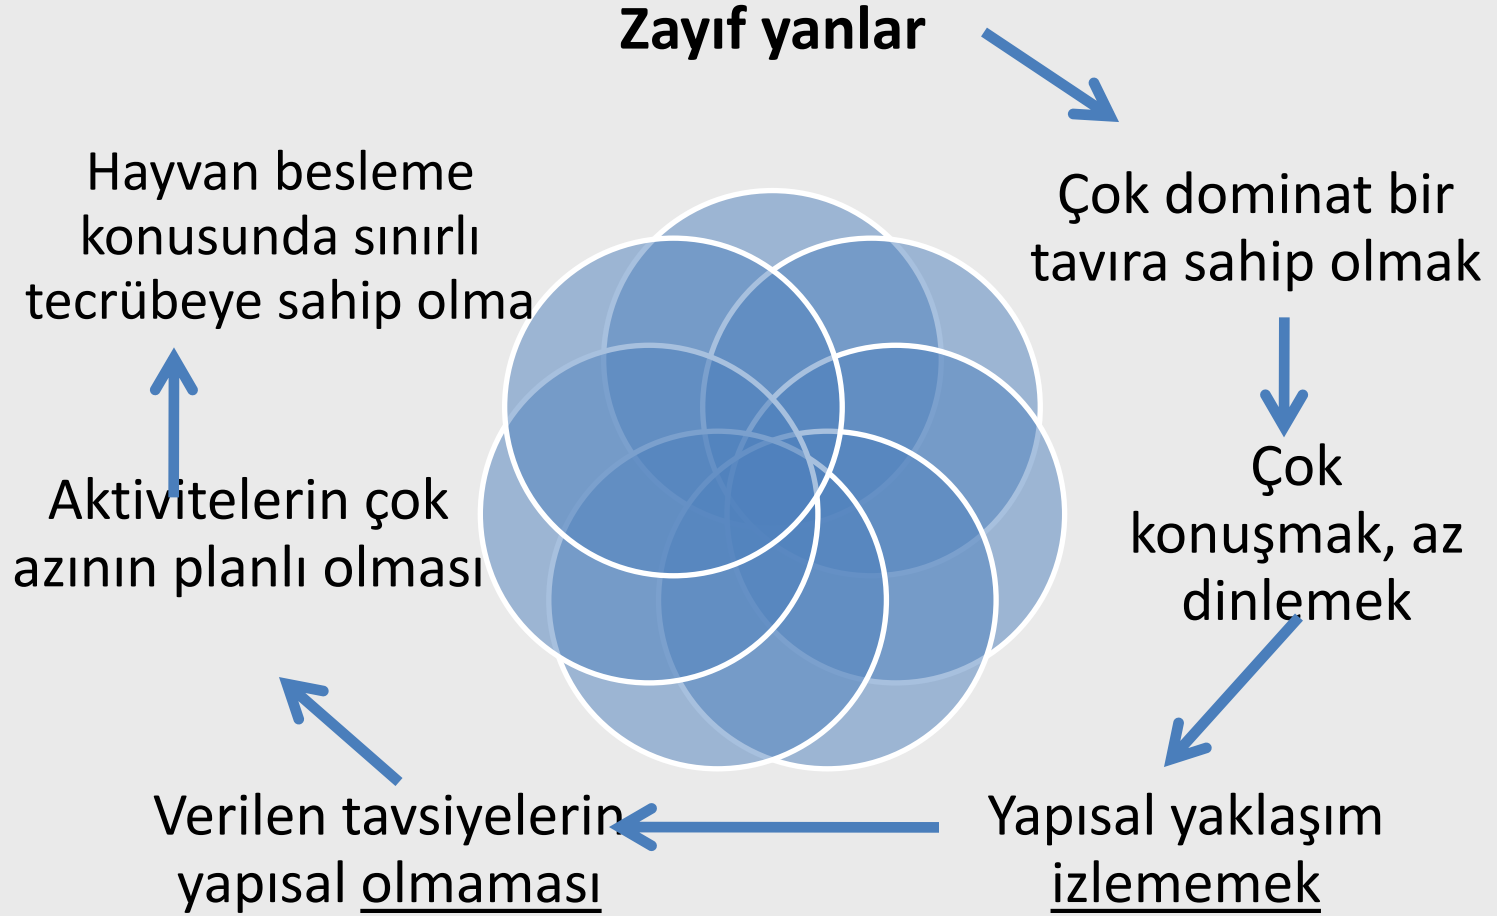 Zayıf yanlar
Çok dominat bir
tavıra sahip olmak
Çok
konuşmak, az
dinlemek
Yapısal yaklaşım
izlememek
Verilen tavsiyelerin
yapısal olmaması
Aktivitelerin çok
azının planlı olması
Hayvan besleme
konusunda sınırlı
tecrübeye sahip olma